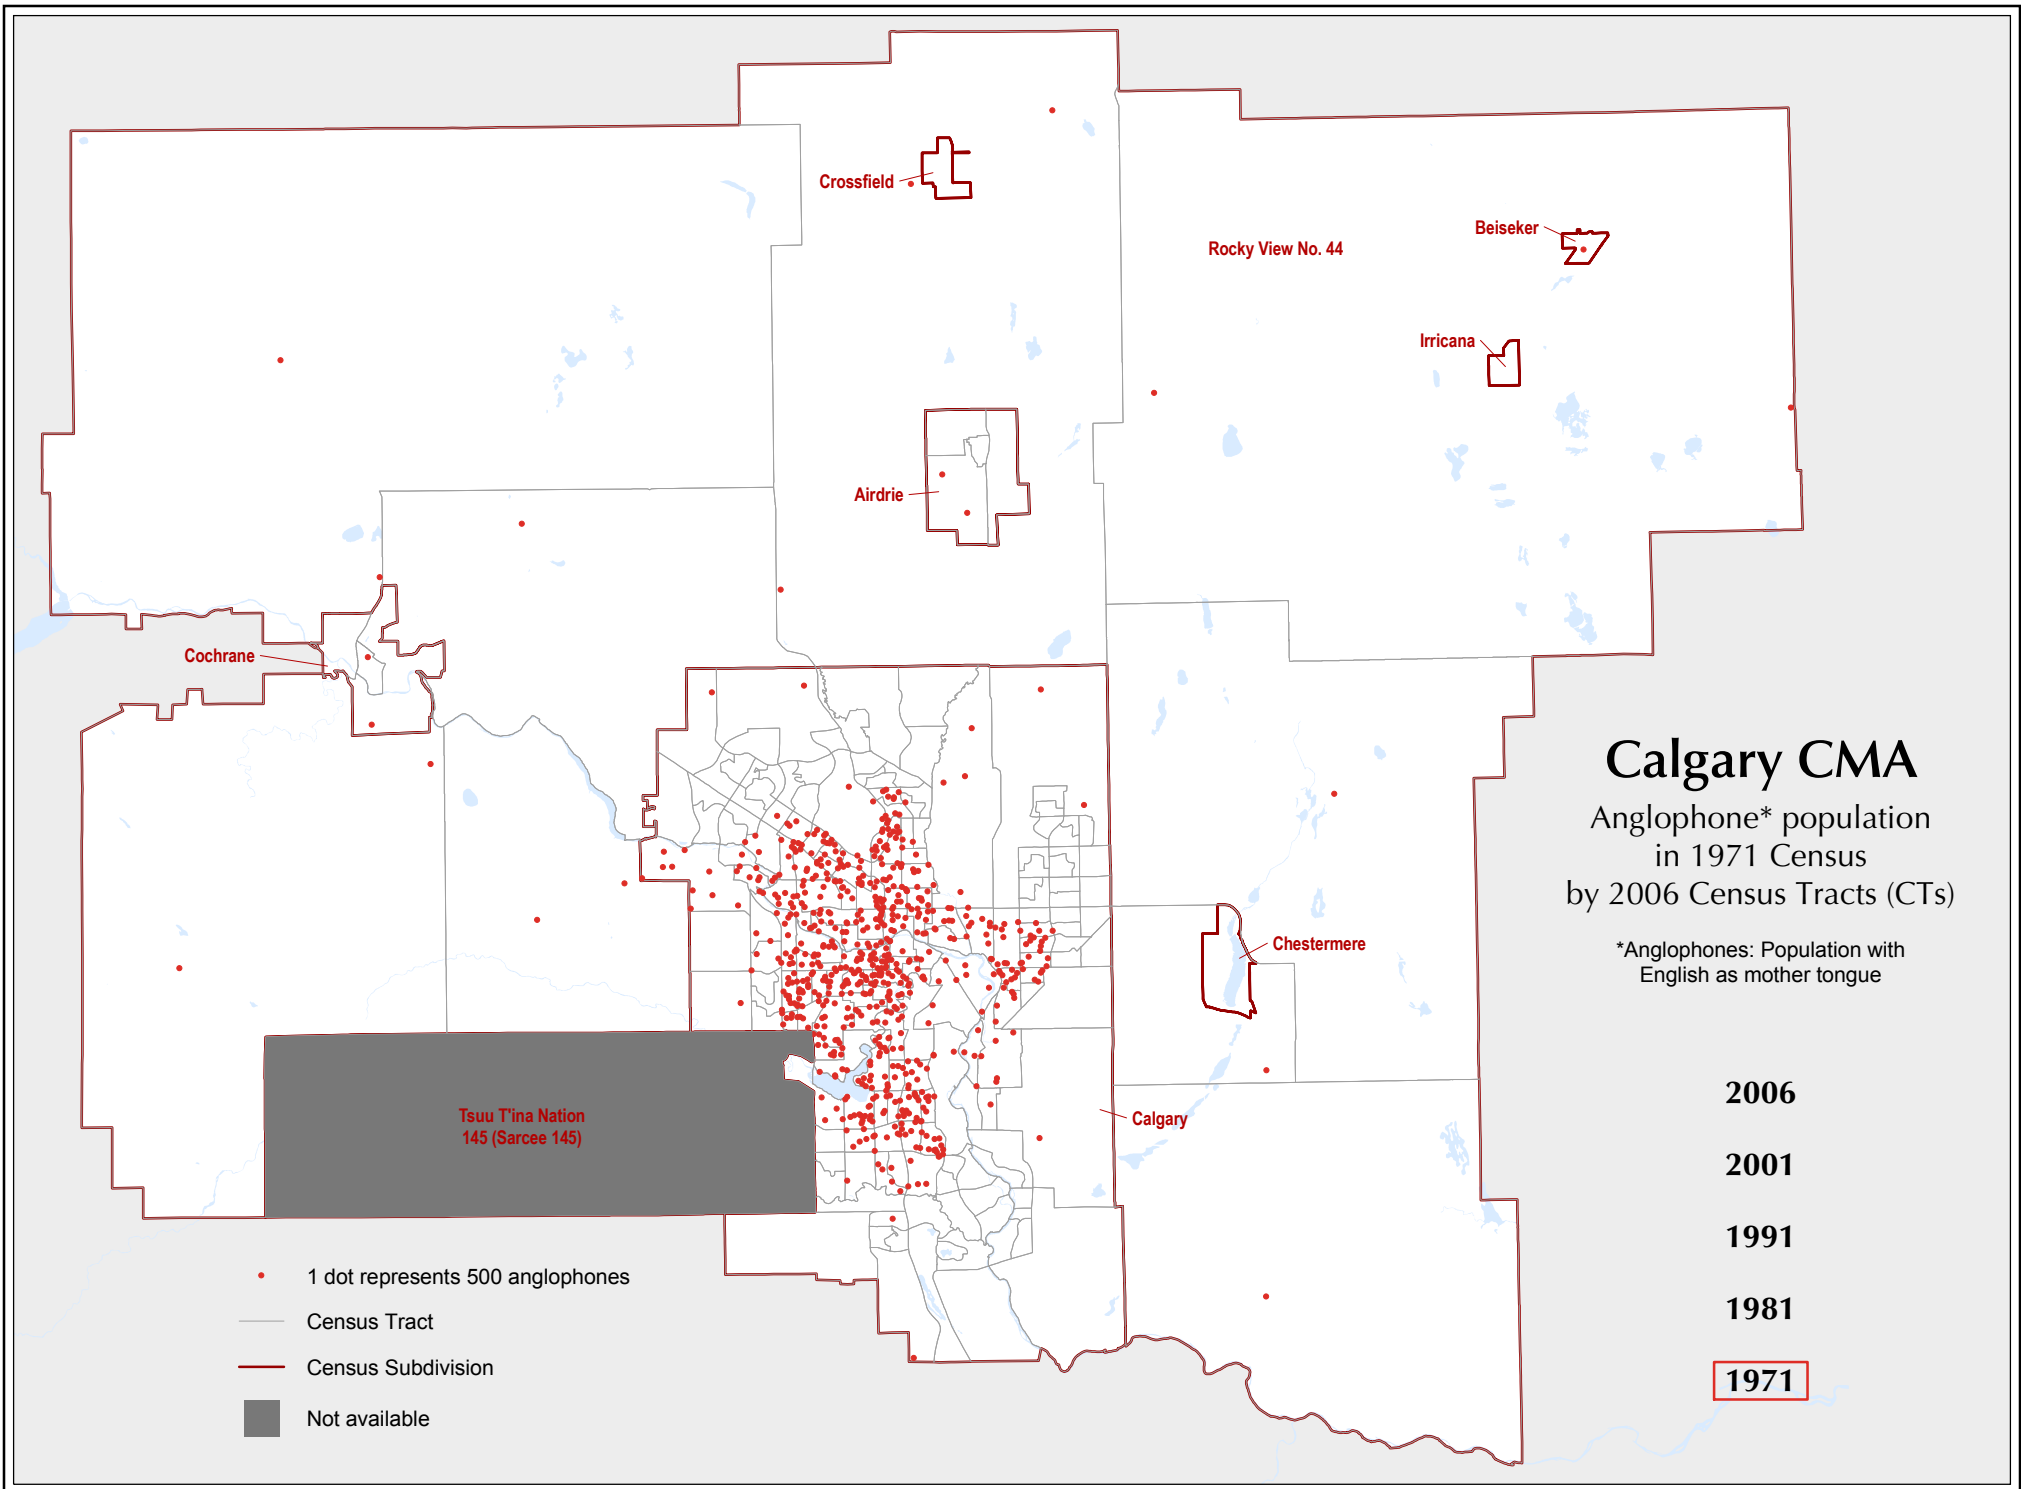 Crossfield
Beiseker
Rocky View No. 44
Irricana
Airdrie
Cochrane
Calgary CMA
Anglophone* population
in 1971 Census
by 2006 Census Tracts (CTs)
Chestermere
*Anglophones: Population with
English as mother tongue
Tsuu T'ina Nation
145 (Sarcee 145)
Calgary
2006
2001
1991
1981
1971
1 dot represents 500 anglophones
Census Tract
Census Subdivision
Not available